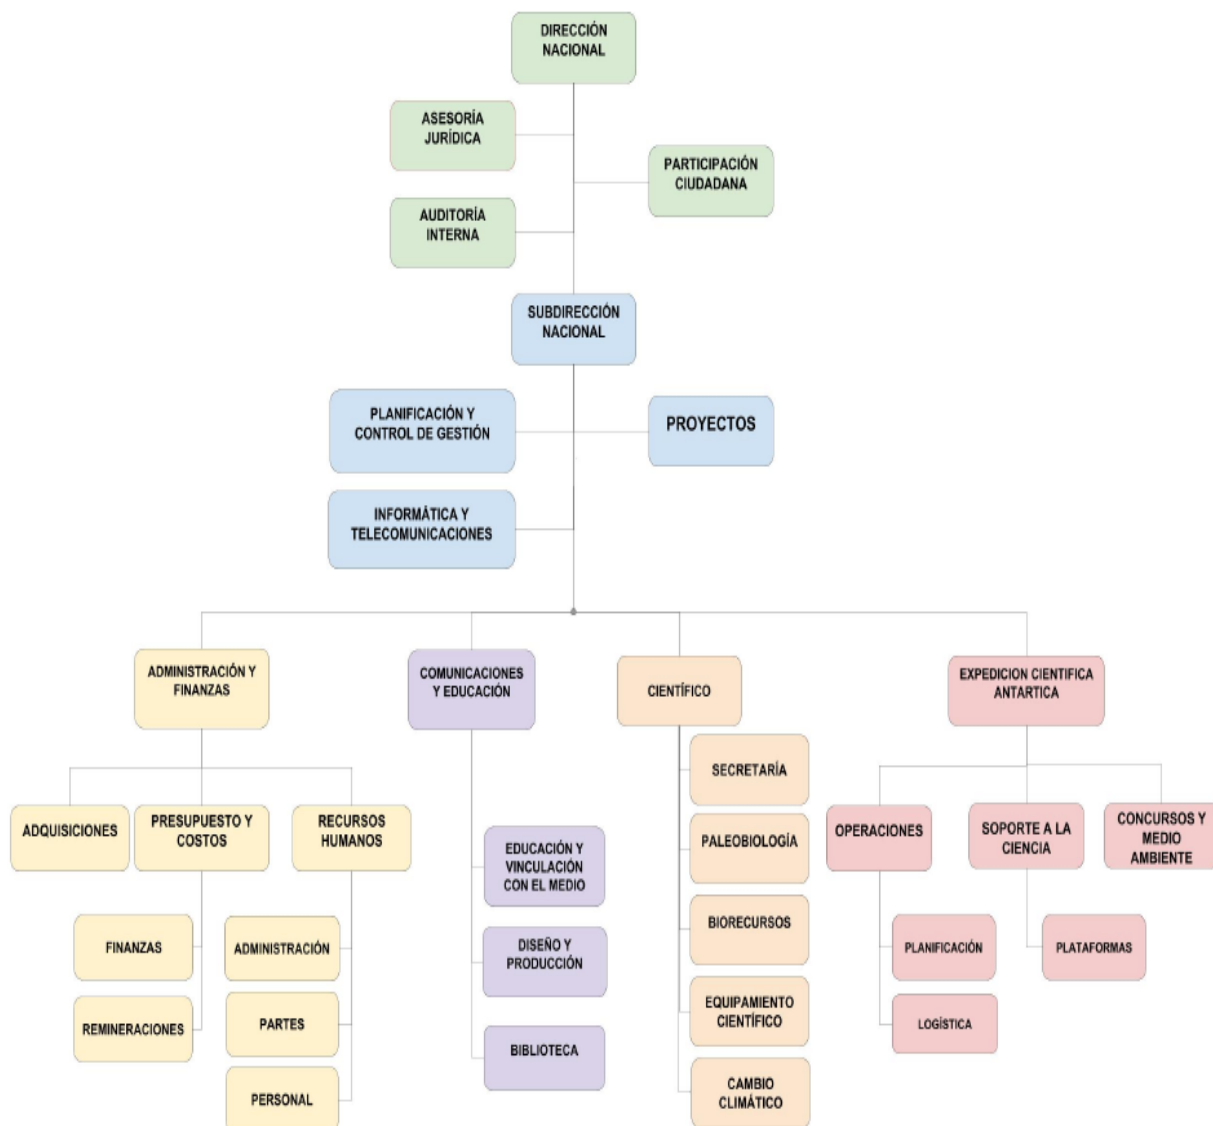 DIRECCIÓN
NACIONAL
ASESORÍA
JURÍDICA
PARTICIPACIÓN
CIUDADANA
AUDITORÍA
INTERNA
SUBDIRECCIÓN
NACIONAL
PLANIFICACIÓN Y
CONTROL DE GESTIÓN
PROYECTOS
INFORMÁTICA Y
TELECOMUNICACIONES
ADMINISTRACIÓN Y
FINANZAS
COMUNICACIONES
Y EDUCACIÓN
CIENTÍFICO
EXPEDICION CIENTIFICA
ANTARTICA
ADQUISICIONES
PRESUPUESTO Y
COSTOS
RECURSOS
HUMANOS
FINANZAS
REMINERACIONES
ADMINISTRACIÓN
PARTES
PERSONAL
EDUCACIÓN Y
VINCULACIÓN
CON EL MEDIO
DISEÑO Y
PRODUCCIÓN
BIBLIOTECA
SECRETARÍA
PALEOBIOLOGÍA
BIORECURSOS
EQUIPAMIENTO
CIENTÍFICO
CAMBIO
CLIMÁTICO
OPERACIONES
SOPORTE A LA
CIENCIA
CONCURSOS Y
MEDIO
AMBIENTE
PLANIFICACIÓN
LOGÍSTICA
PLATAFORMAS